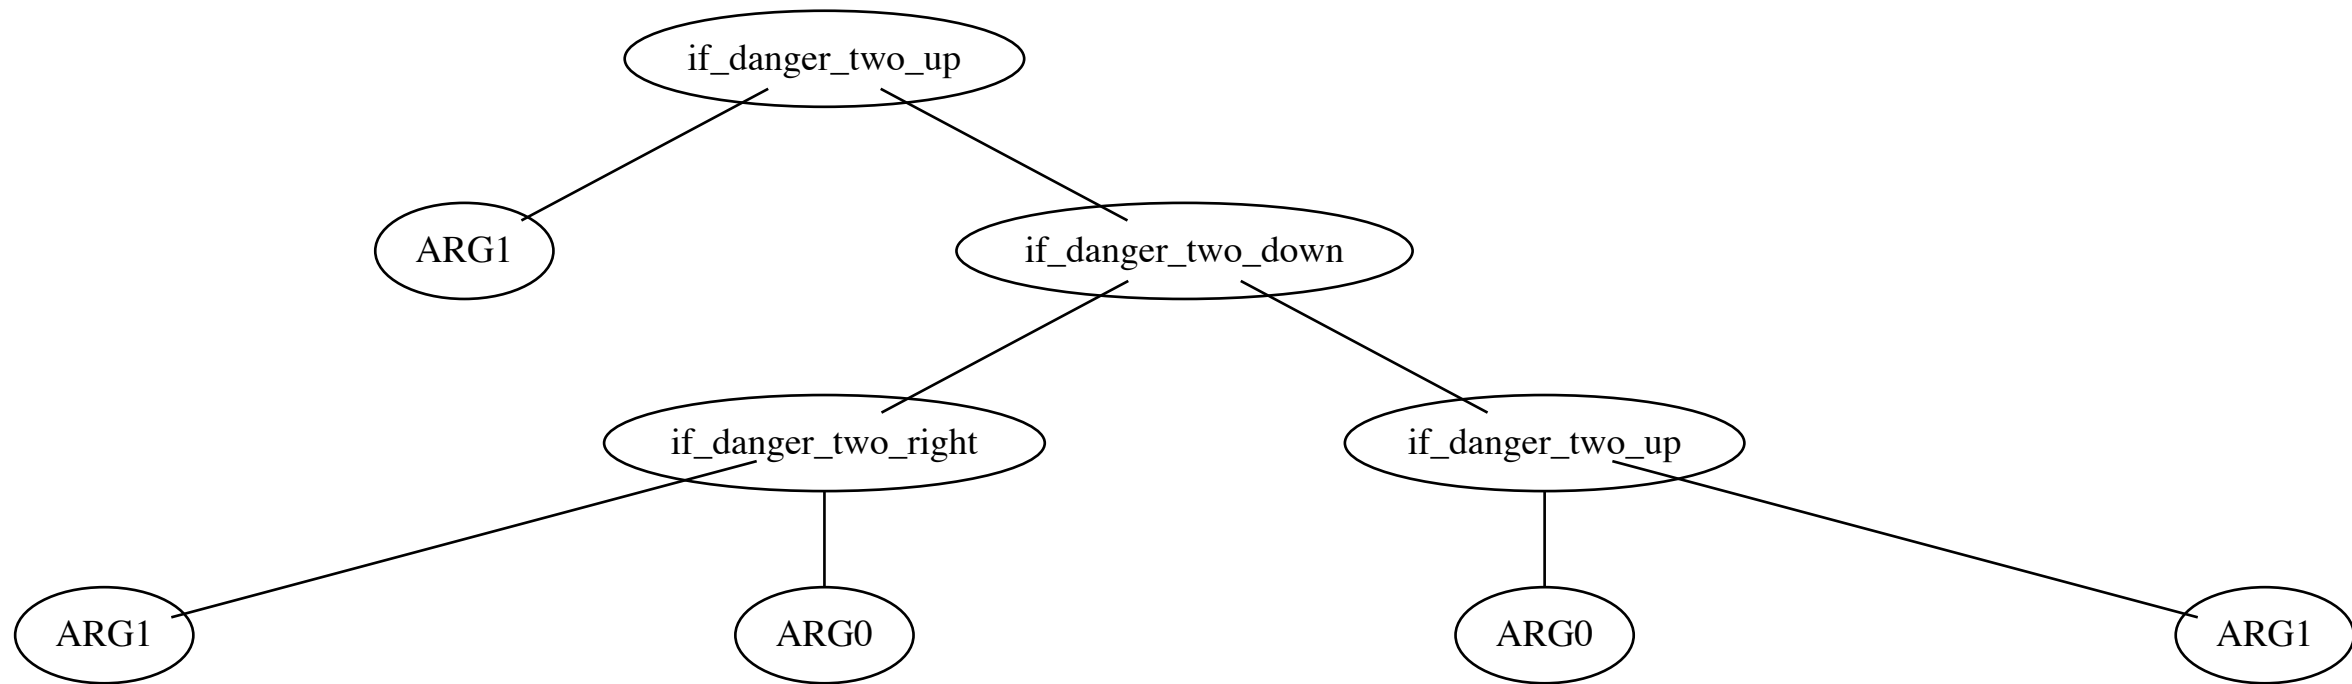 if_danger_two_up
ARG1
if_danger_two_down
if_danger_two_right
if_danger_two_up
ARG1
ARG0
ARG0
ARG1